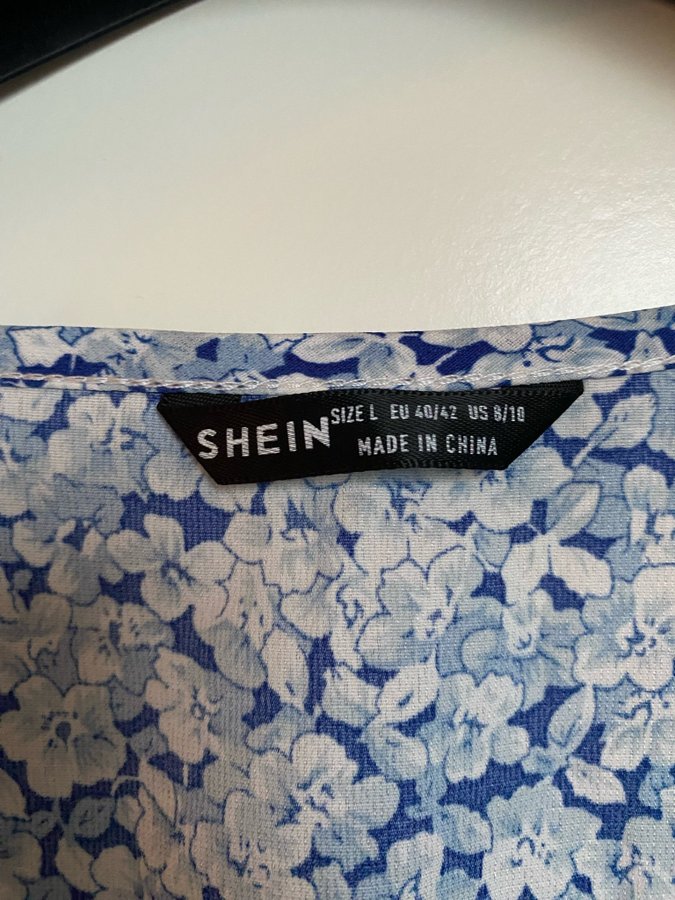 SHEIN
SIZE L EU 40/42 US 8/10
MADE IN CHINA